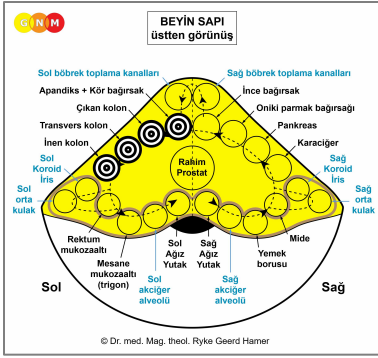 G N M
BEYİN SAPI
üstten görünüş
Sol böbrek toplama kanalları
Sağ böbrek toplama kanalları
Apandiks + Kör bağırsak
İnce bağırsak
Çıkan kolon
Oniki parmak bağırsağı
Transvers kolon
Pankreas
İnen kolon
Karaciğer
Sol
Koroid
İris
Rahim
Prostat
Sağ
Koroid
İris
Sol
orta
kulak
Sağ
orta
kulak
Rektum
mukozaaltı
Mesane
mukozaaltı
(trigon)
Sol
akciğer
alveolü
Sol
Ağız
Yutak
Sağ
Ağız
Yutak
Sağ
akciğer
alveolü
Yemek
borusu
Mide
Sol
Sağ
© Dr. med. Mag. theol. Ryke Geerd Hamer